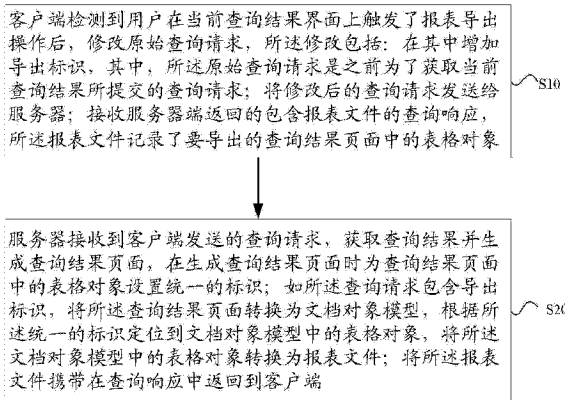 客户端检测到用户在当前查询结果界面上触发了报表导出
操作后，修改原始查询请求，所述修改包括：在其中增加
导出标识，其中，所述原始查询请求是之前为了获取当前
查询结果所提交的查询请求；将修改后的查询请求发送给
服务器；接收服务器端返回的包含报表文件的查询响应，
所述报表文件记录了要导出的查询结果页面中的表格对象
S10
服务器接收到客户端发送的查询请求，获取查询结果并生
成查询结果页面，在生成查询结果页面时为查询结果页面
中的表格对象设置统一的标识；如所述查询请求包含导出
标识，将所述查询结果页面转换为文档对象模型，根据所
述统一的标识定位到文档对象模型中的表格对象，将所述
文档对象模型中的表格对象转换为报表文件；将所述报表
文件携带在查询响应中返回到客户端
S20